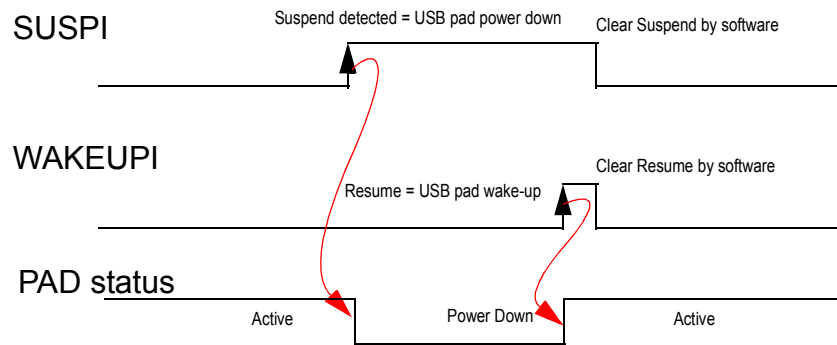 SUSPI
Suspend detected = USB pad power down
Clear Suspend by software
WAKEUPI
Resume = USB pad wake-up
Clear Resume by software
PAD status
Active
Power Down
Active